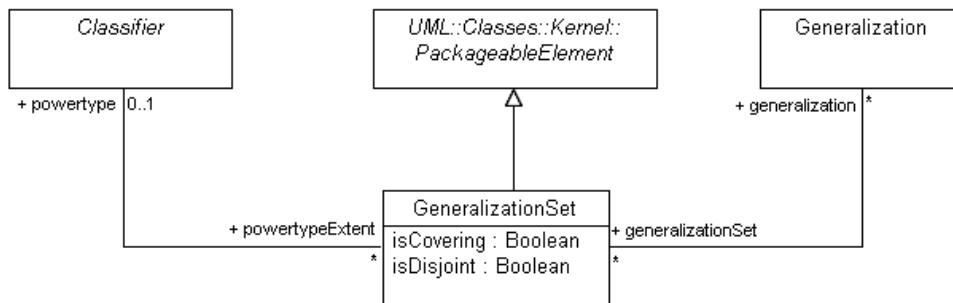 Classifier
UML::Classes::Kernel::
PackageableElement
Generalization
+ powertype
0..1
+ generalization
*
GeneralizationSet
+ powertypeExtent
*
isCovering : Boolean
isDisjoint : Boolean
+ generalizationSet
*